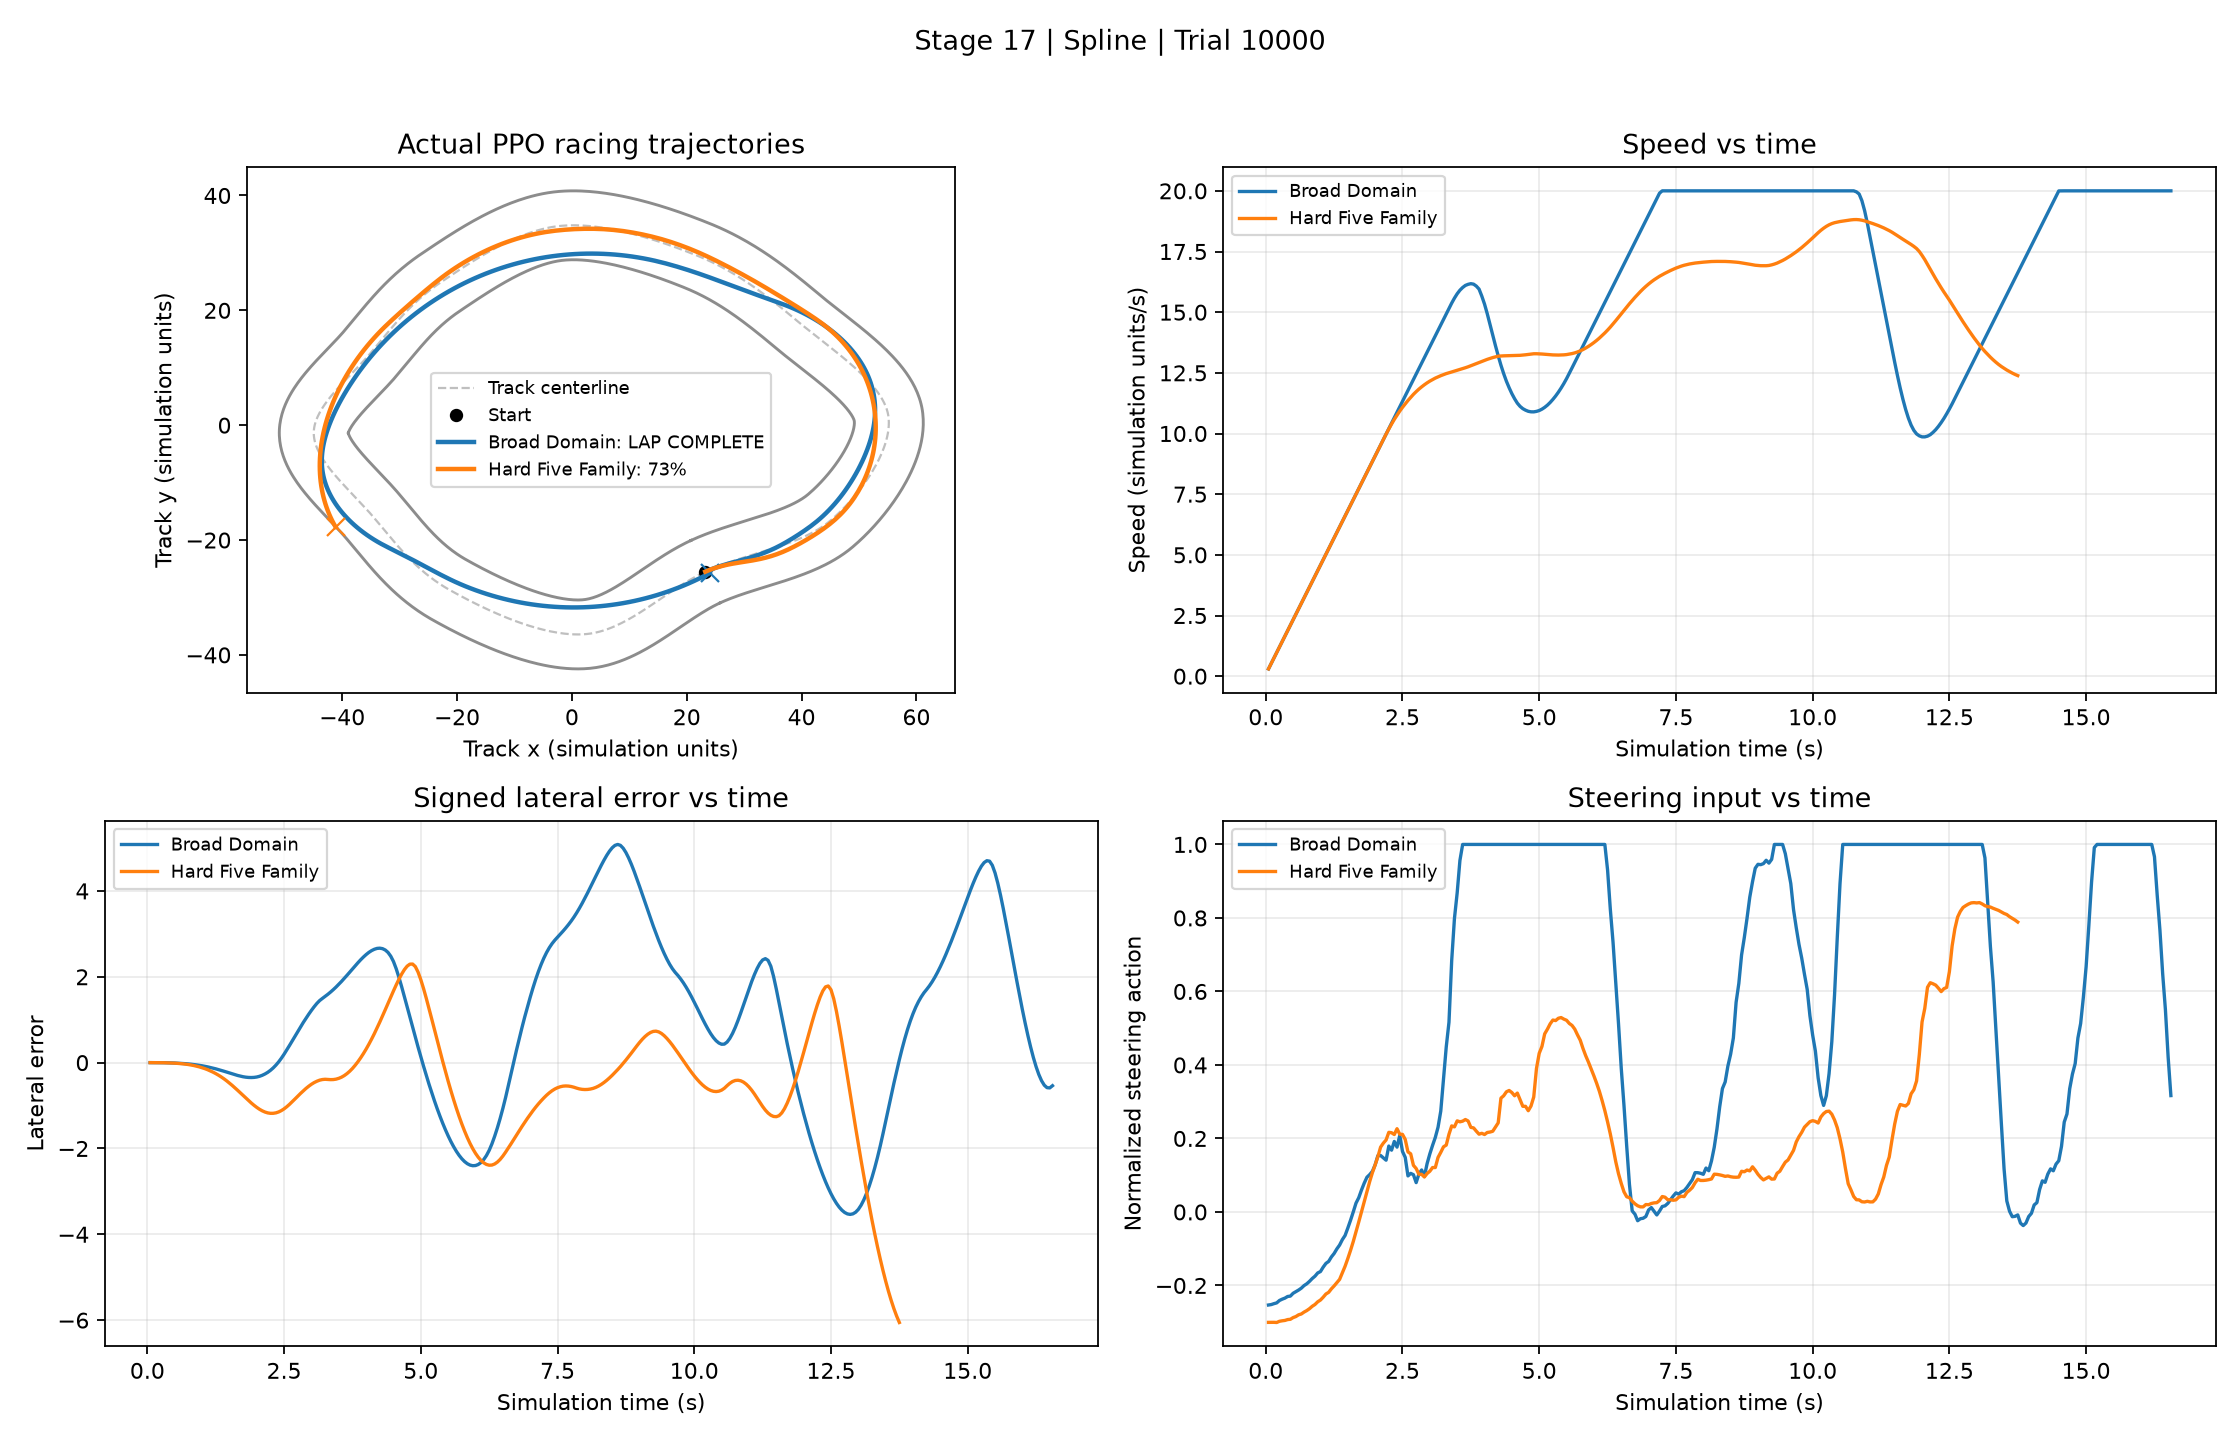 Stage 17 | Spline | Trial 10000
Actual PPO racing trajectories
Track y (simulation units)
40
20
0
−20
−40
Track centerline
Start
Broad Domain: LAP COMPLETE
Hard Five Family: 73%
−40
−20
0
20
40
60
Track x (simulation units)
Speed vs time
Speed (simulation units/s)
20.0
17.5
15.0
12.5
10.0
7.5
5.0
2.5
0.0
Broad Domain
Hard Five Family
0.0
2.5
5.0
7.5
10.0
12.5
15.0
Simulation time (s)
Signed lateral error vs time
Lateral error
4
2
0
−2
−4
−6
Broad Domain
Hard Five Family
0.0
2.5
5.0
7.5
10.0
12.5
15.0
Simulation time (s)
Steering input vs time
Normalized steering action
1.0
0.8
0.6
0.4
0.2
0.0
−0.2
Broad Domain
Hard Five Family
0.0
2.5
5.0
7.5
10.0
12.5
15.0
Simulation time (s)